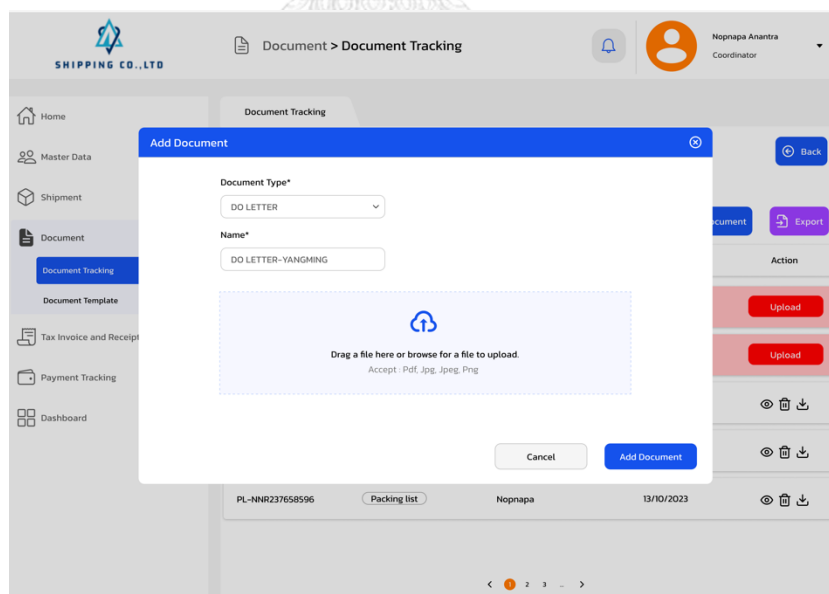 SHIPPING CO.,LTD
Document > Document Tracking
Nopnapa Anantra
Coordinator
Home
Master Data
Shipment
Document
Document Tracking
Document Template
Tax Invoice and Receipt
Payment Tracking
Dashboard
Document Tracking
Back
Export
Action
Upload
Upload
Add Document
Document Type*
DO LETTER
Name*
DO LETTER-YANGMING
Drag a file here or browse for a file to upload.
Accept : Pdf, Jpg, Jpeg, Png
Cancel
Add Document
PL-NNR237658596 Packing list Nopnapa 13/10/2023
< 1 2 3 ... >